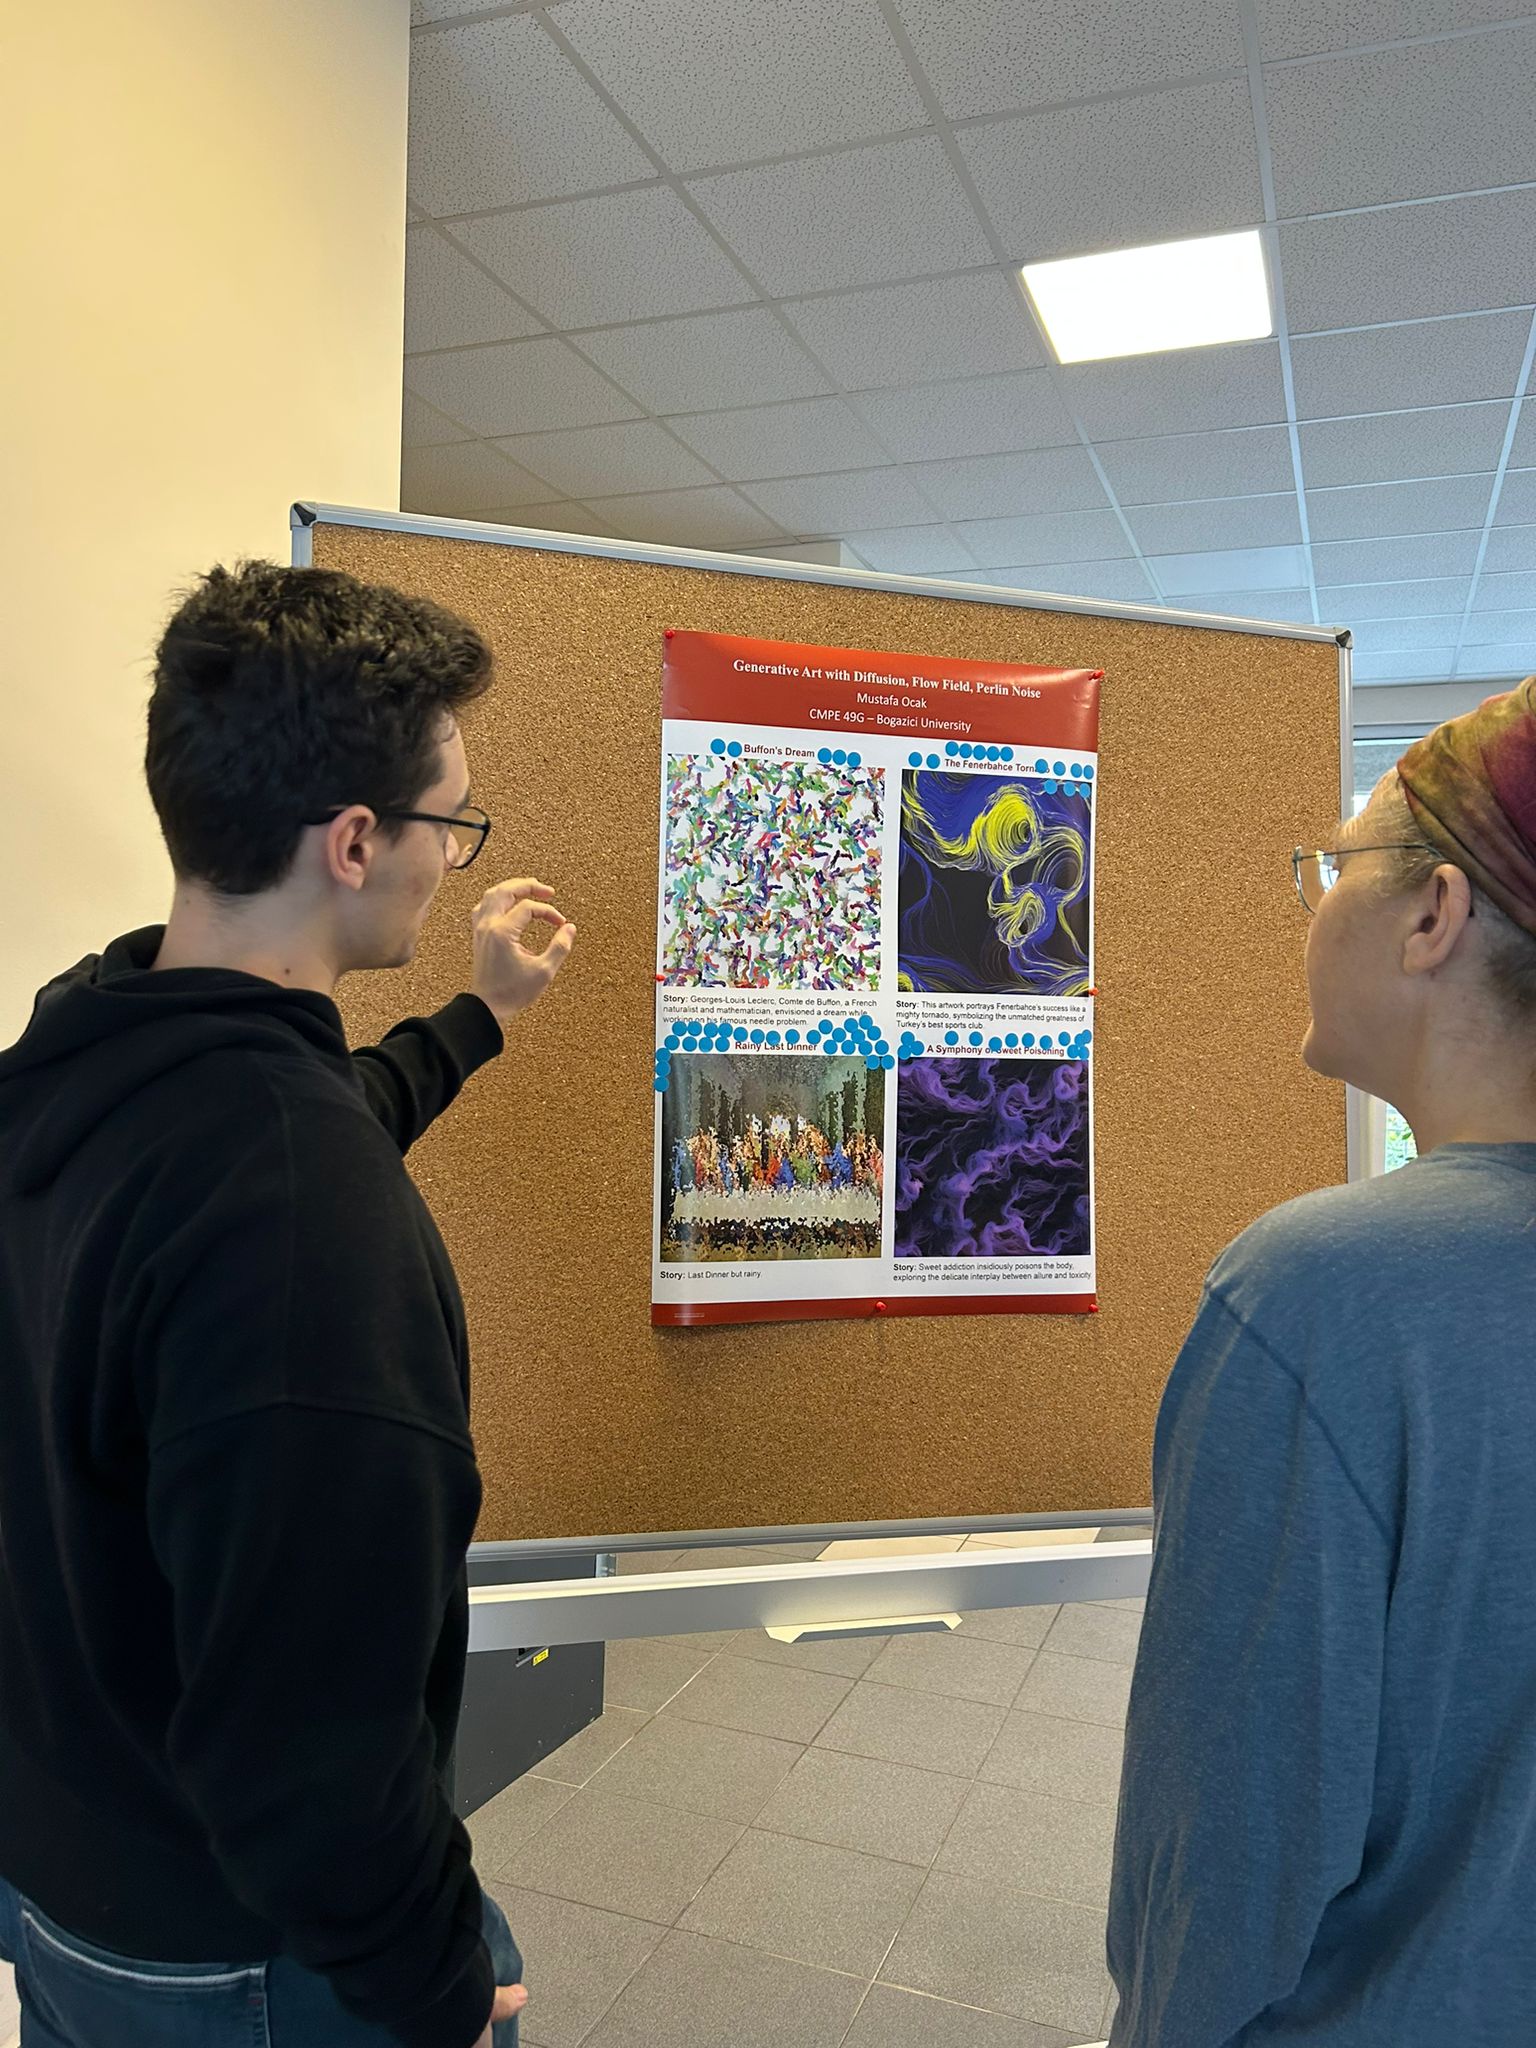 Generative Art with Diffusion, Flow Field, Perlin Noise
Mustafa Ocak
CMPE 49G – Bogazici University
Buffon's Dream
Story: Georges-Louis Leclerc, Comte de Buffon, a French
naturalist and mathematician, envisioned a dream while
working on his famous needle problem.
The Fenerbahce
Story: This artwork portrays Fenerbahce's success like a
mighty tornado, symbolizing the unmatched greatness of
Turkey's best sports club.
Rainy Last Dinner
Story: Last Dinner but rainy.
A Symphony of Sweet Poisoning
Story: Sweet addiction insidiously poisons the body,
exploring the delicate interplay between allure and toxicity.